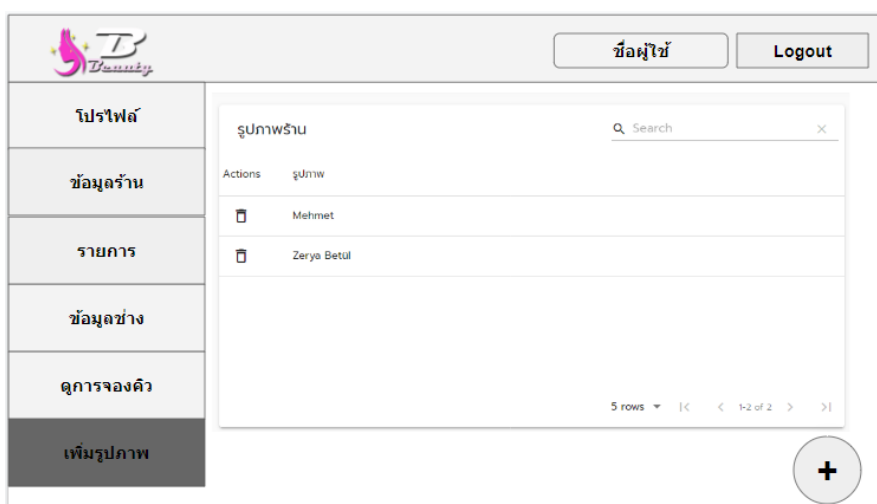 B
Beauty
ชื่อผู้ใช้
Logout
โปรไฟล์
ข้อมูลร้าน
รายการ
ข้อมูลช่าง
ดูการจองคิว
เพิ่มรูปภาพ
รูปภาพร้าน
Search
Actions รูปภาพ
Mehmet
Zerya Betül
5 rows 1-2 of 2
+